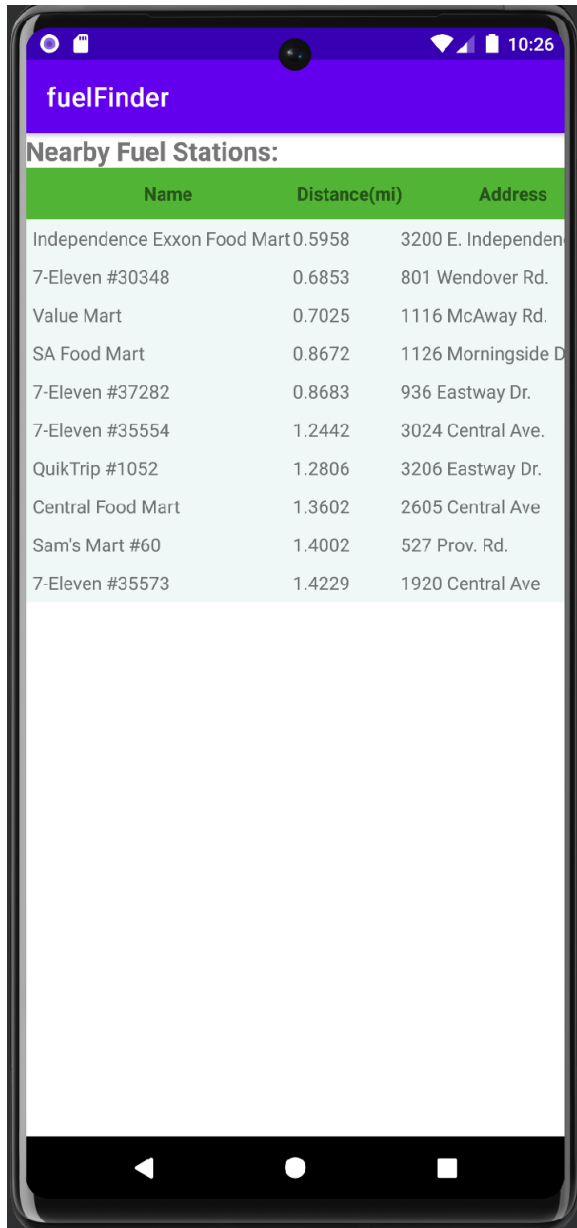 10:26
fuelFinder
Nearby Fuel Stations:
Name Distance(mi) Address
Independence Exxon Food Mart 0.5958 3200 E. Independen
7-Eleven #30348 0.6853 801 Wendover Rd.
Value Mart 0.7025 1116 McAway Rd.
SA Food Mart 0.8672 1126 Morningside D
7-Eleven #37282 0.8683 936 Eastway Dr.
7-Eleven #35554 1.2442 3024 Central Ave.
QuikTrip #1052 1.2806 3206 Eastway Dr.
Central Food Mart 1.3602 2605 Central Ave
Sam's Mart #60 1.4002 527 Prov. Rd.
7-Eleven #35573 1.4229 1920 Central Ave